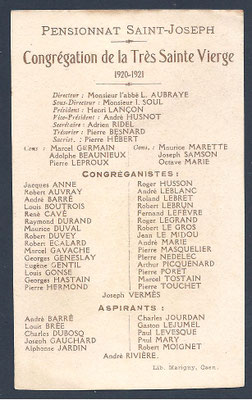 PENSIONNAT SAINT-JOSEPH
Congrégation de la Très Sainte Vierge
1920-1921
Directeur : Monsieur l'abbé L. AUBRAYE
Sous-Directeur : Monsieur I. SOUL
Président : Henri LANÇON
Vice-Président : André HUSNOT
Secrétaire : Adrien RIDEL
Trésorier : Pierre BESNARD
Sacris. : Pierre HÉBERT
Cons : Marcel GERMAIN Cons. : Maurice MARETTE
Adolphe BEAUNIEUX Joseph SAMSON
Pierre LEPROUX Octave MARIE
CONGRÉGANISTES :
Jacques ANNE Roger HUSSON
Robert AUVRAY André LEBLANC
André BARRÉ Roland LEBRET
Louis BOUTROIS Robert LEBRUN
René CAVÉ Fernand LEFÈVRE
Raymond DURAND Roger LEGRAND
Maurice DUVAL Robert LE GROS
Robert DUVEY Jean LE MIDOU
Robert ECALARD André MARIE
Marcel GAVACHE Pierre MASQUELIER
Georges GENESLAY Pierre NEDELEC
Eugène GENTIL Arthur PICQUENARD
Louis GONSE Pierre PORET
Georges HASTAIN Marcel TOSTAIN
Pierre HERMOND Pierre TOUCHET
Joseph VERMÈS
ASPIRANTS :
André BARRÉ Charles JOURDAN
Louis BRÉE Gaston LEJUMEL
Charles DUBOSQ Paul LEVESQUE
Joseph GAUCHARD Paul MARY
Alphonse JARDIN Robert MOIGNET
André RIVIÈRE.
Lib. Marigny, Caen.